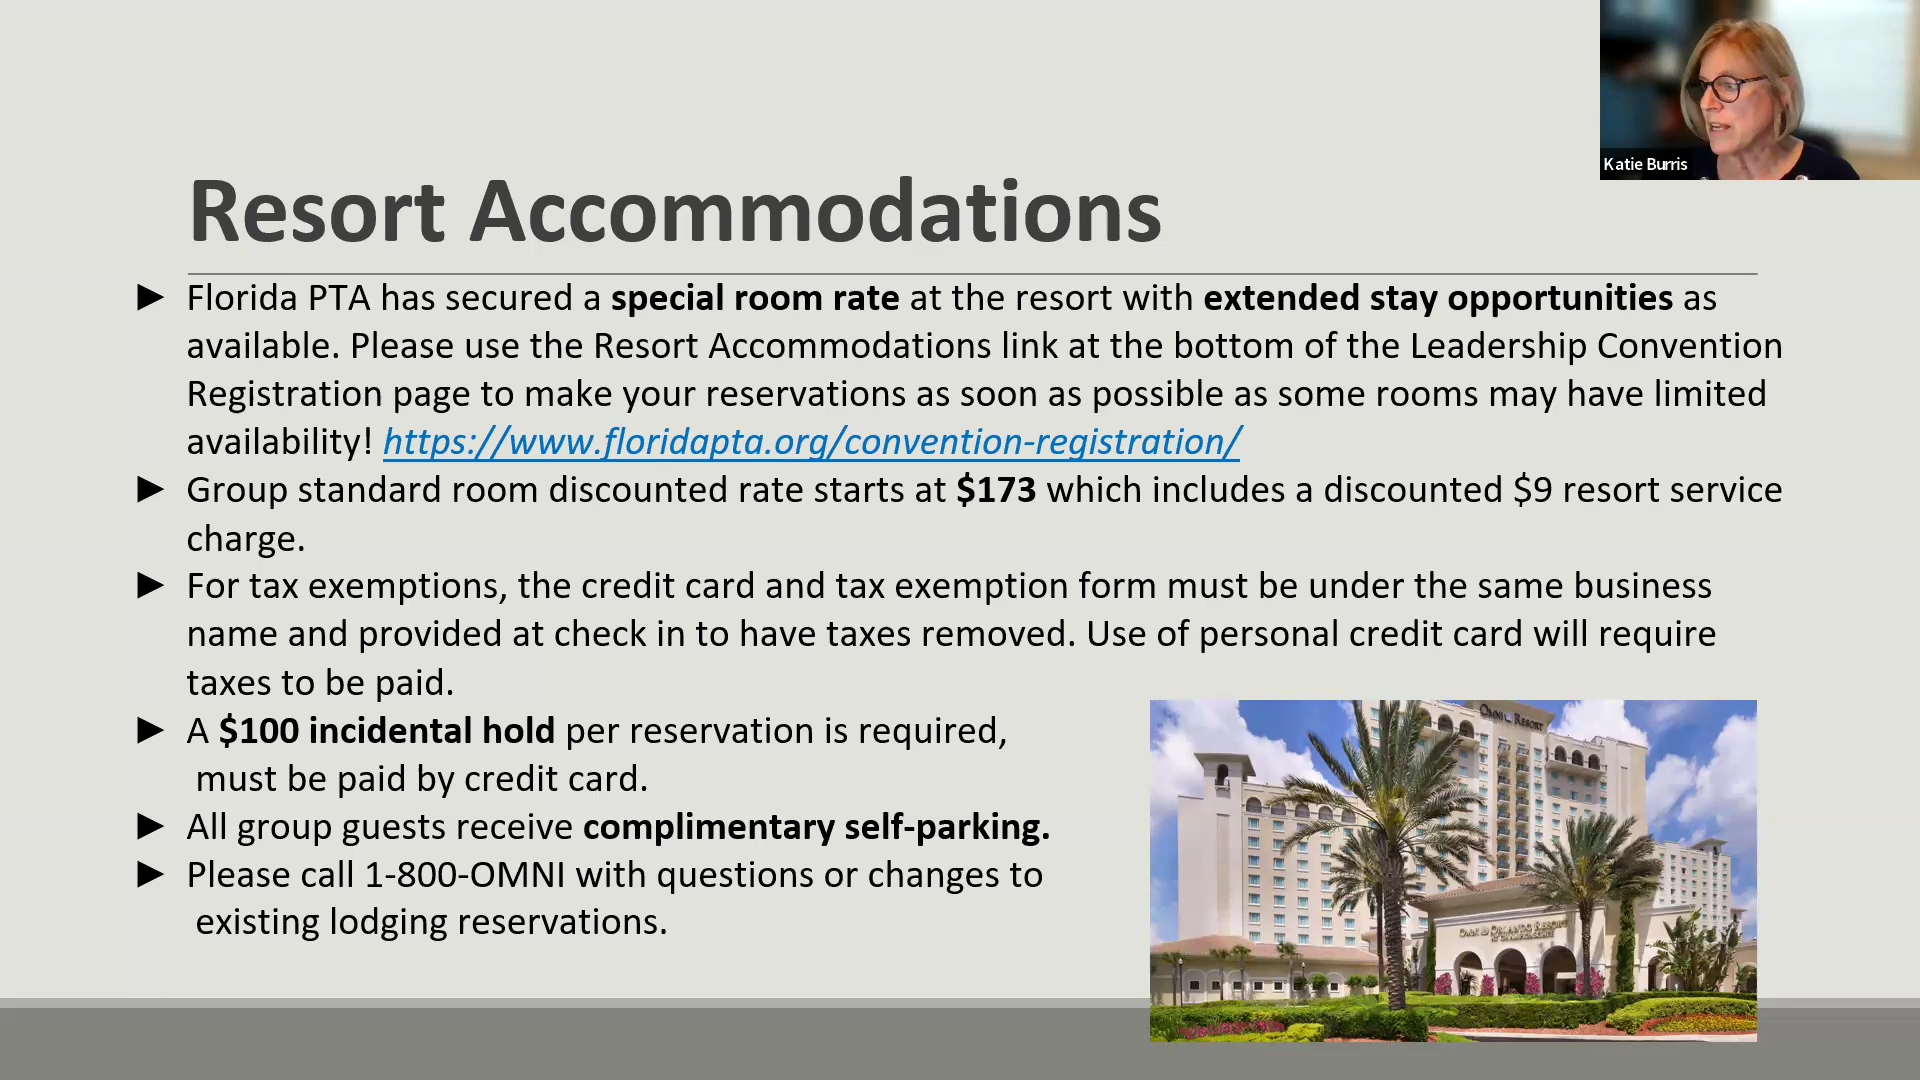 Katie Burris
Resort Accommodations
► Florida PTA has secured a special room rate at the resort with extended stay opportunities as
available. Please use the Resort Accommodations link at the bottom of the Leadership Convention
Registration page to make your reservations as soon as possible as some rooms may have limited
availability! https://www.floridapta.org/convention-registration/
► Group standard room discounted rate starts at $173 which includes a discounted $9 resort service
charge.
► For tax exemptions, the credit card and tax exemption form must be under the same business
name and provided at check in to have taxes removed. Use of personal credit card will require
taxes to be paid.
► A $100 incidental hold per reservation is required,
must be paid by credit card.
► All group guests receive complimentary self-parking.
► Please call 1-800-OMNI with questions or changes to
existing lodging reservations.
OMNI RESORT
OMNI ORLANDO RESORT